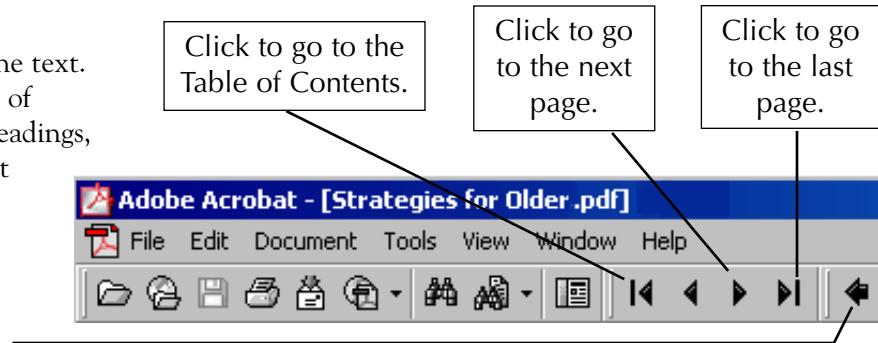 ne text.
of
eadings,
t
Click to go to the
Table of Contents.
Click to go
to the next
page.
Click to go
to the last
page.
Adobe Acrobat - [Strategies for Older .pdf]
File Edit Document Tools View Window Help